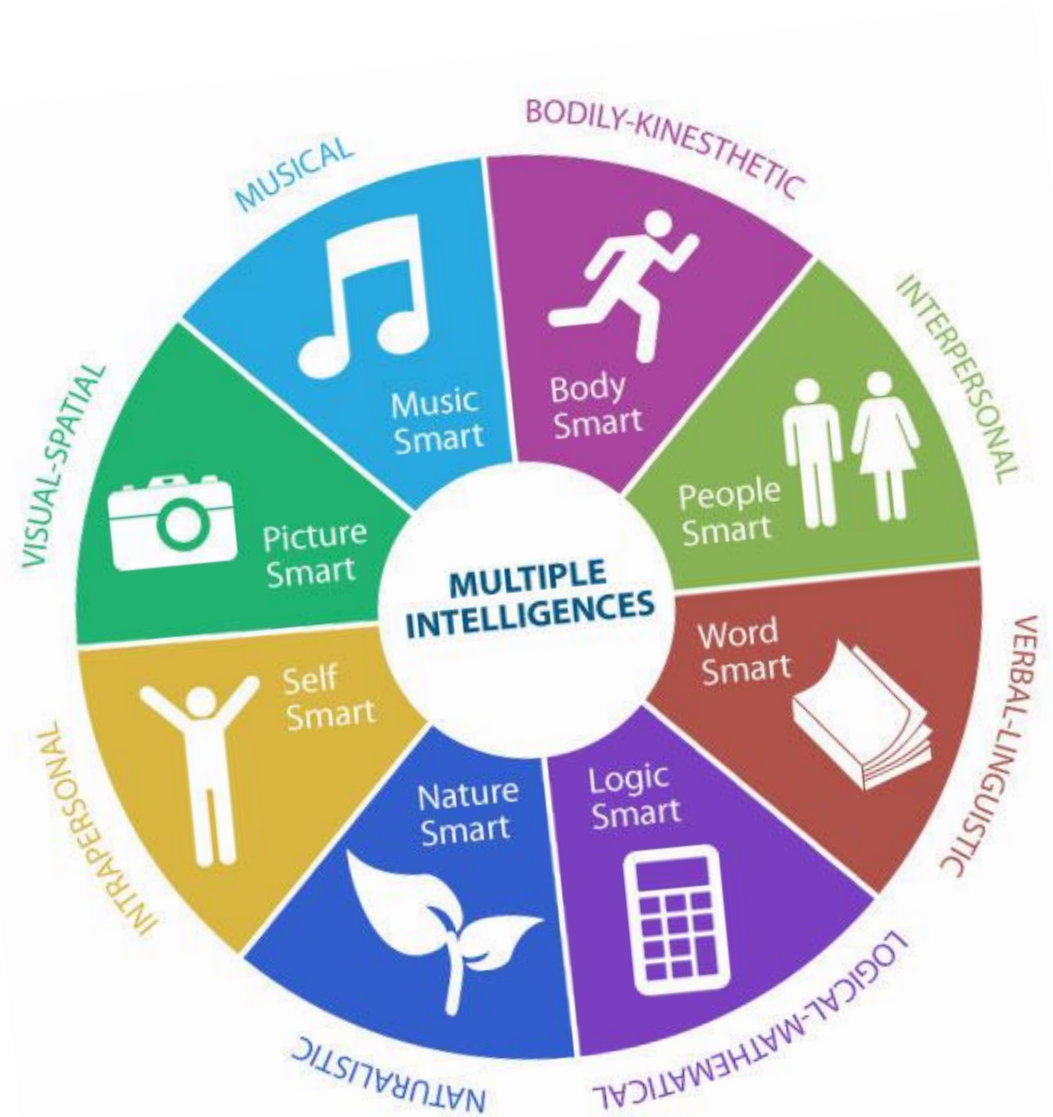 MULTIPLE
INTELLIGENCES
BODILY-KINESTHETIC
Body
Smart
INTERPERSONAL
People
Smart
VERBAL-LINGUISTIC
Word
Smart
LOGICAL-MATHEMATICAL
Logic
Smart
NATURALISTIC
Nature
Smart
INTRAPERSONAL
Self
Smart
VISUAL-SPATIAL
Picture
Smart
MUSICAL
Music
Smart